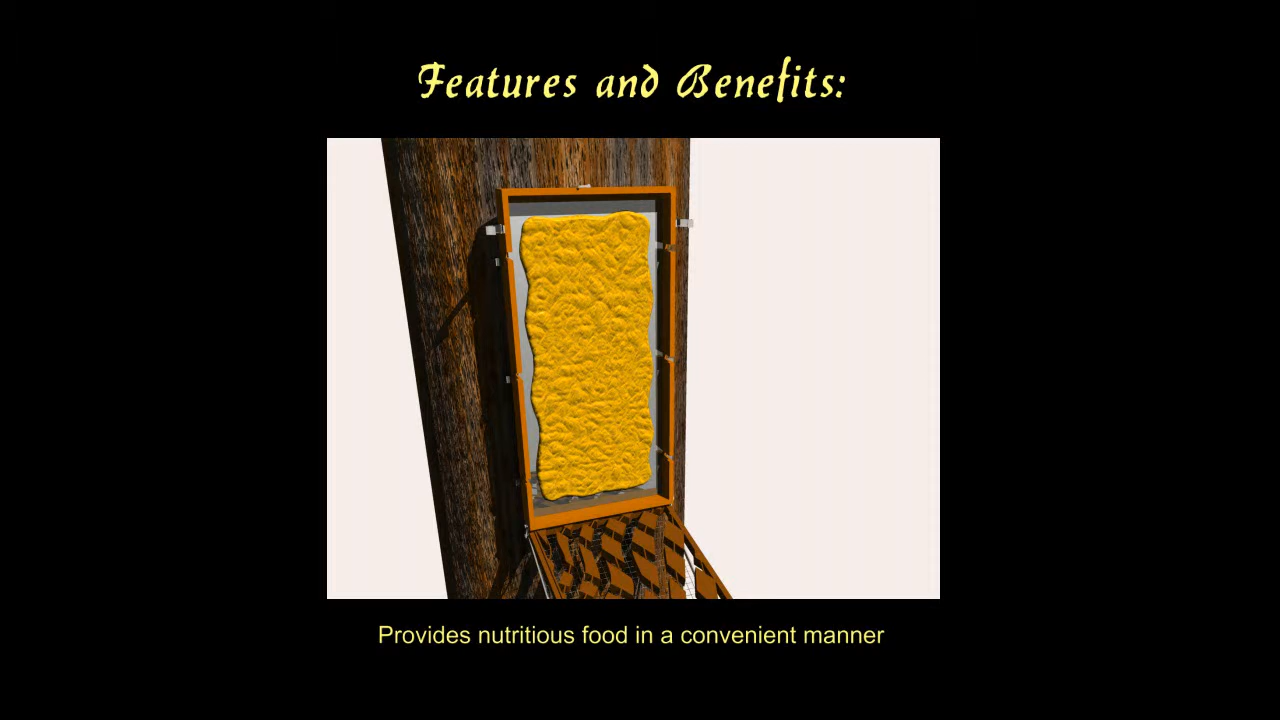 Features and Benefits:
Provides nutritious food in a convenient manner